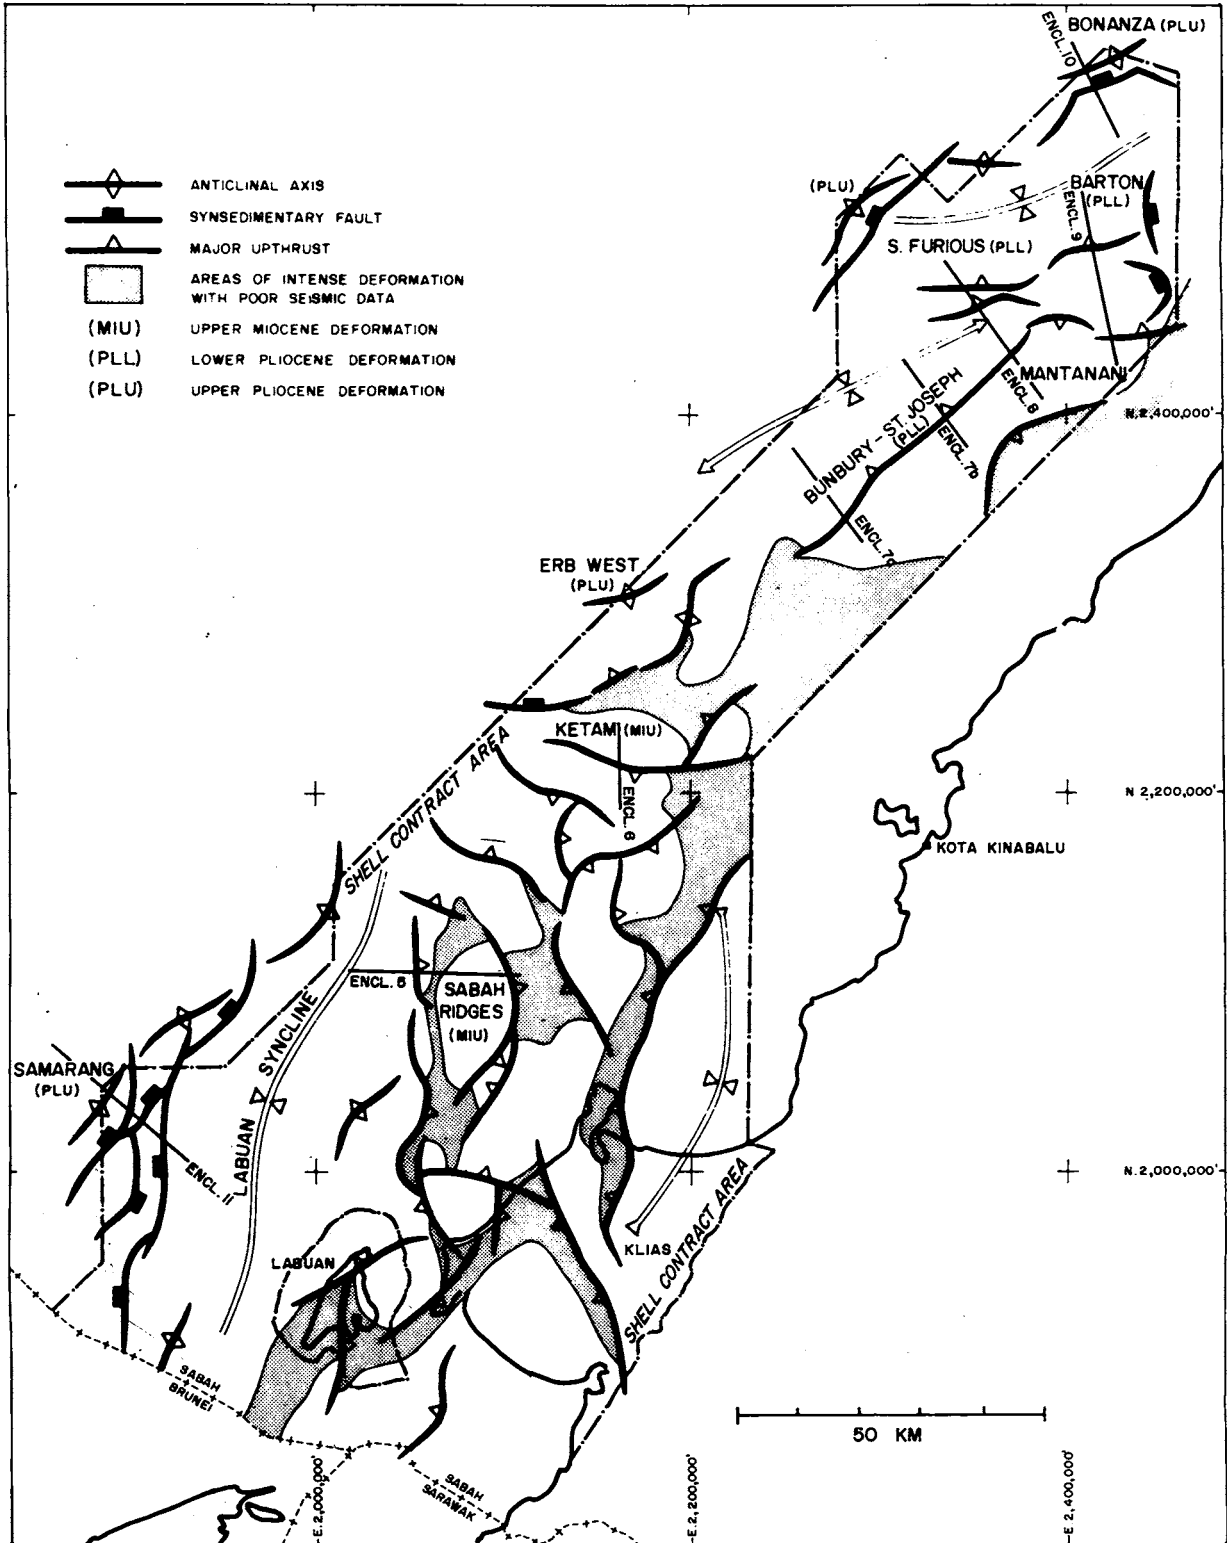 BONANZA (PLU)
ENCL. 10
ANTICLINAL AXIS
SYNSEDIMENTARY FAULT
MAJOR UPTHRUST
AREAS OF INTENSE DEFORMATION
WITH POOR SEISMIC DATA
(MIU) UPPER MIOCENE DEFORMATION
(PLL) LOWER PLIOCENE DEFORMATION
(PLU) UPPER PLIOCENE DEFORMATION
(PLU)
BARTON
(PLL)
ENCL. 9
S. FURIOUS (PLL)
MANTANANI
ENCL. 8
N. 2,400,000'
BUNBURY - ST. JOSEPH
(PLL)
ENCL. 7b
ENCL. 7a
ERB WEST
(PLU)
KETAM (MIU)
SHELL CONTRACT AREA
ENCL. 6
N 2,200,000'
KOTA KINABALU
ENCL. 5
SABAH
RIDGES
(MIU)
LABUAN SYNCLINE
SAMARANG
(PLU)
ENCL. 11
N. 2,000,000'
SHELL CONTRACT AREA
KLIAS
LABUAN
SABAH
BRUNEI
50 KM
SABAH
SARAWAK
E. 2,000,000'
E. 2,200,000'
E. 2,400,000'